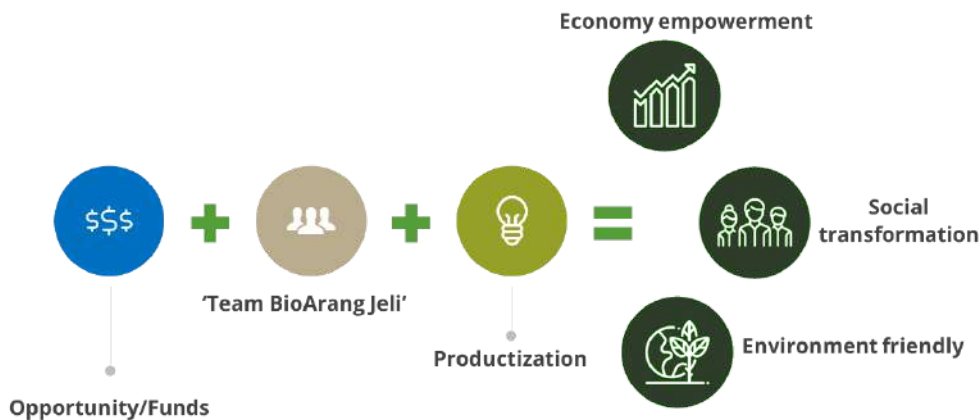 Economy empowerment
$$$
Social
transformation
'Team BioArang Jeli'
Environment friendly
Productization
Opportunity/Funds